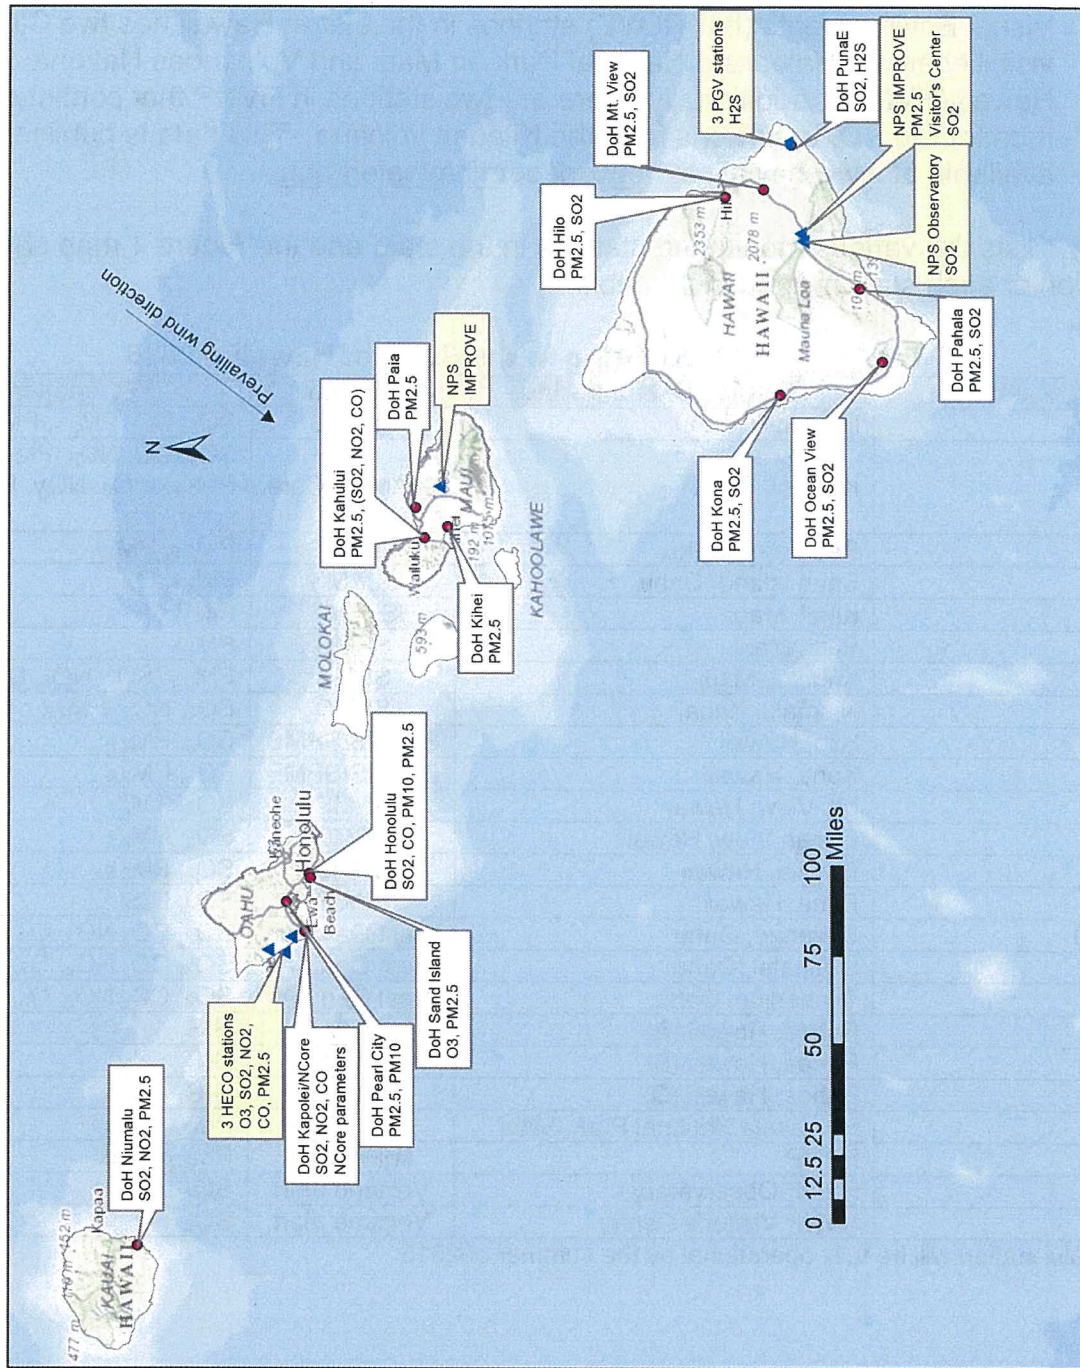 477 m
152 m
Kapaa
KAUAI
HAWAII
DoH Niumalu
SO2, NO2, PM2.5
3 HECO stations
O3, SO2, NO2,
CO, PM2.5
DoH Kapolei/NCore
SO2, NO2, CO
NCore parameters
DoH Pearl City
PM2.5, PM10
DoH Sand Island
O3, PM2.5
DoH Honolulu
SO2, CO, PM10, PM2.5
OAHU
Kaneohe
Honolulu
Ewa
Beach
MOLOKAI
593 m
Wailuku
192 m
MAUI
KAHOOLAWE
DoH Kahului
PM2.5, (SO2, NO2, CO)
DoH Paia
PM2.5
NPS
IMPROVE
DoH Kihei
PM2.5
N
Prevailing wind direction
DoH Hilo
PM2.5, SO2
DoH Mt. View
PM2.5, SO2
3 PGV stations
H2S
DoH PunaE
SO2, H2S
NPS IMPROVE
PM2.5
Visitor's Center
SO2
NPS Observatory
SO2
2353 m
HAWAII
2078 m
HAWAII
Mauna Loa
DoH Kona
PM2.5, SO2
DoH Ocean View
PM2.5, SO2
DoH Pahala
PM2.5, SO2
0 12.5 25 50 75 100
Miles